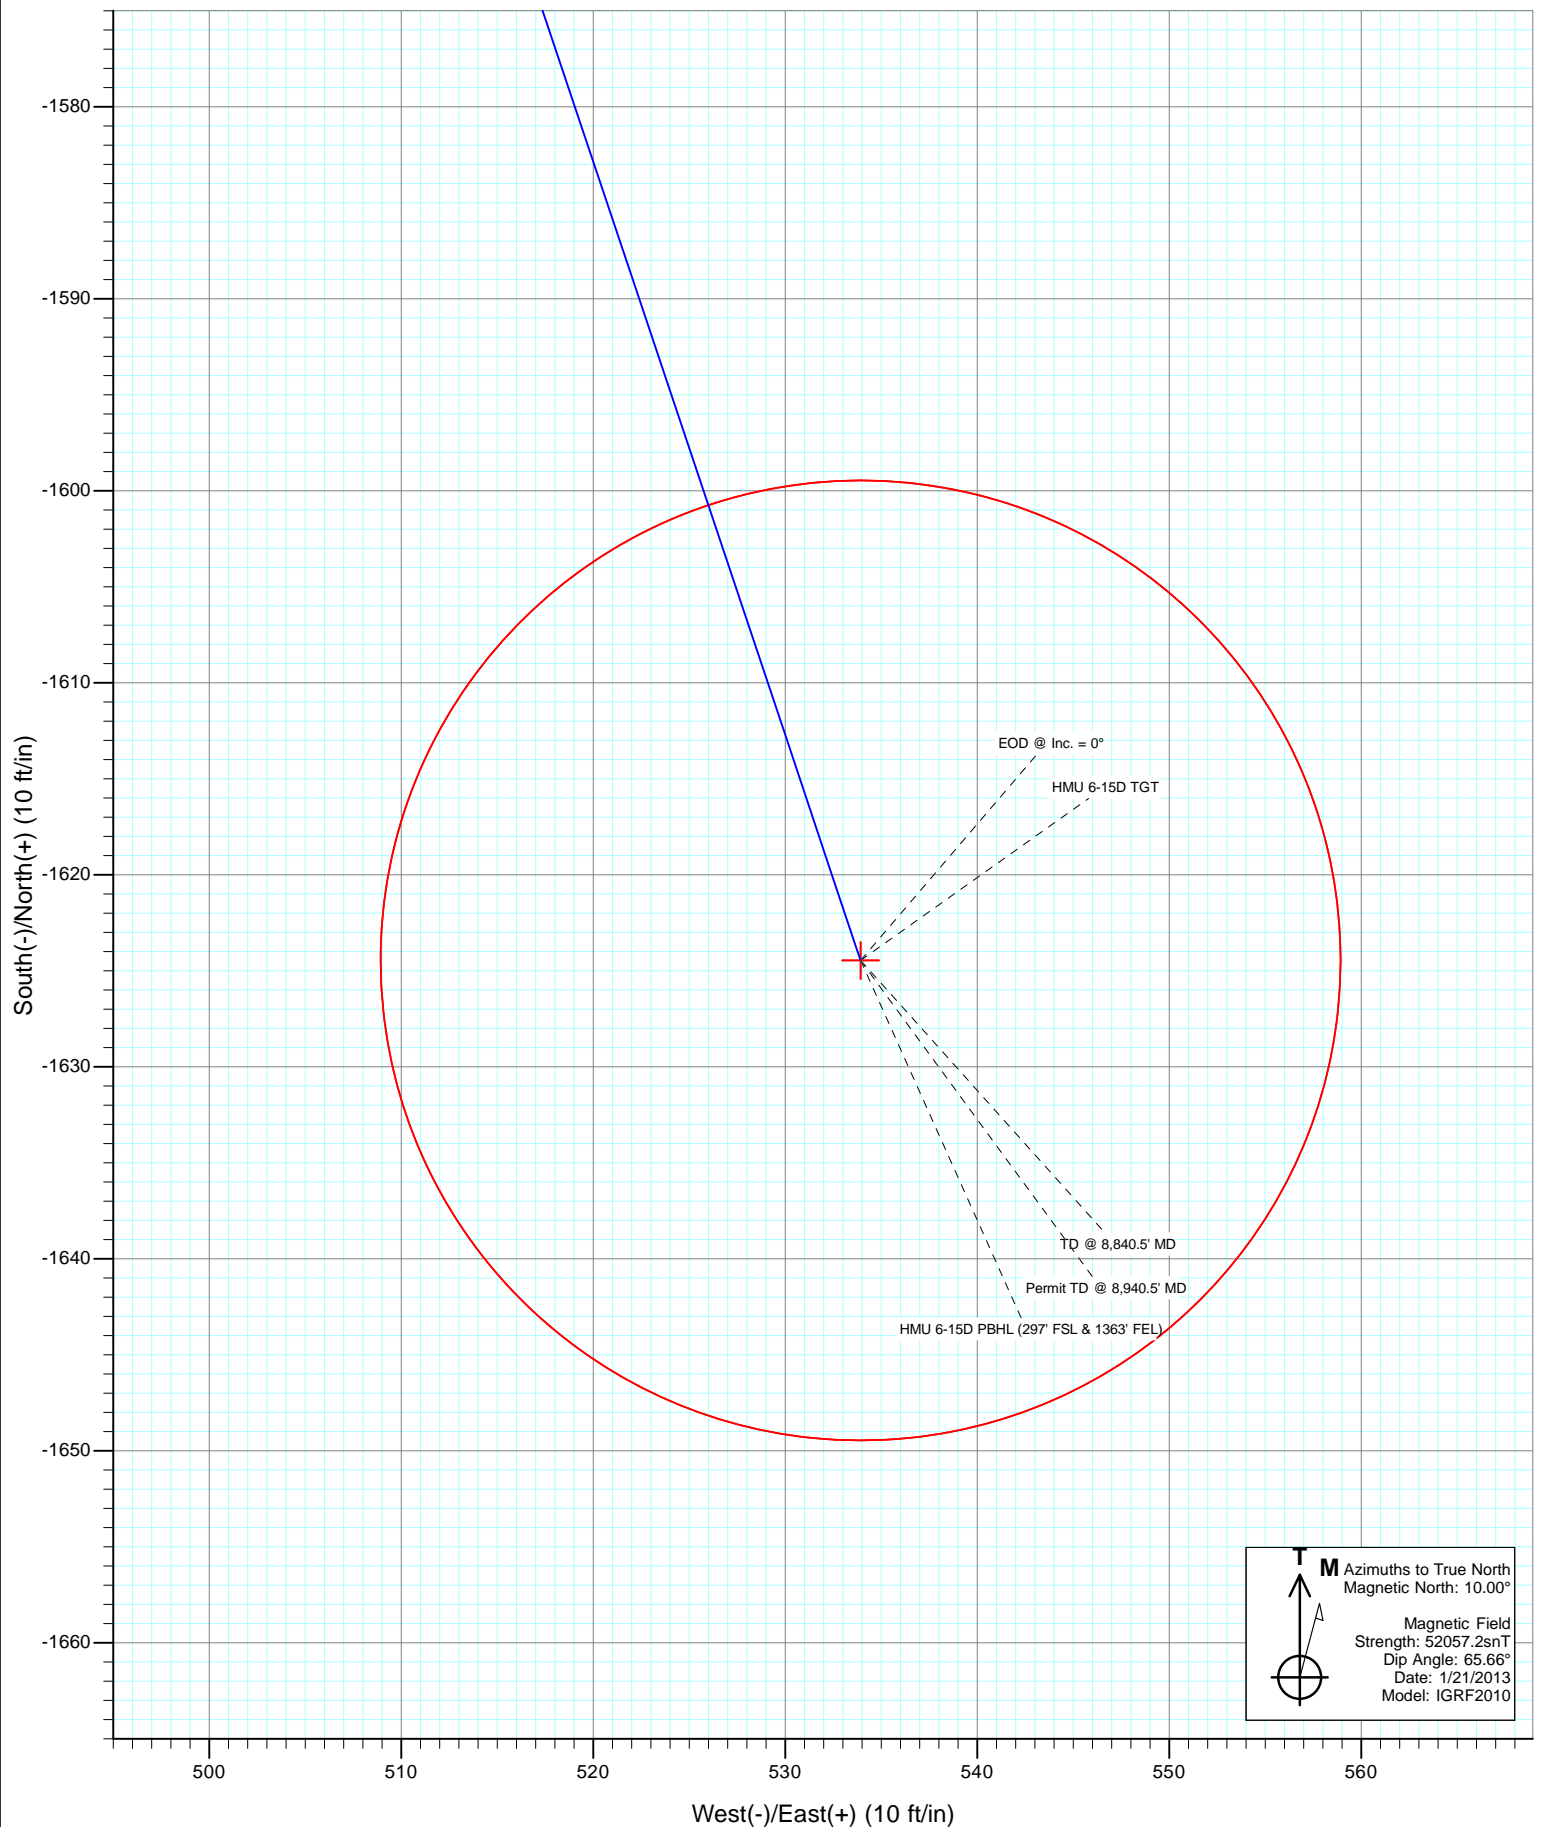 -1580
-1590
-1600
-1610
-1620
-1630
-1640
-1650
-1660
South(-)/North(+) (10 ft/in)
EOD @ Inc. = 0°
HMU 6-15D TGT
TD @ 8,840.5' MD
Permit TD @ 8,940.5' MD
HMU 6-15D PBHL (297' FSL & 1363' FEL)
T
M
Azimuths to True North
Magnetic North: 10.00°
Magnetic Field
Strength: 52057.2snT
Dip Angle: 65.66°
Date: 1/21/2013
Model: IGRF2010
500 510 520 530 540 550 560
West(-)/East(+) (10 ft/in)